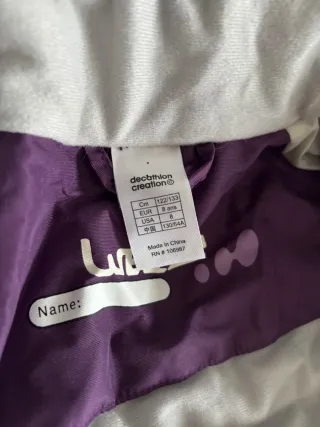 decathlon
creation©
Cm 122/133
EUR 8 ans
USA 8
中国 130/64A
Made in China
RN # 106982
Name: